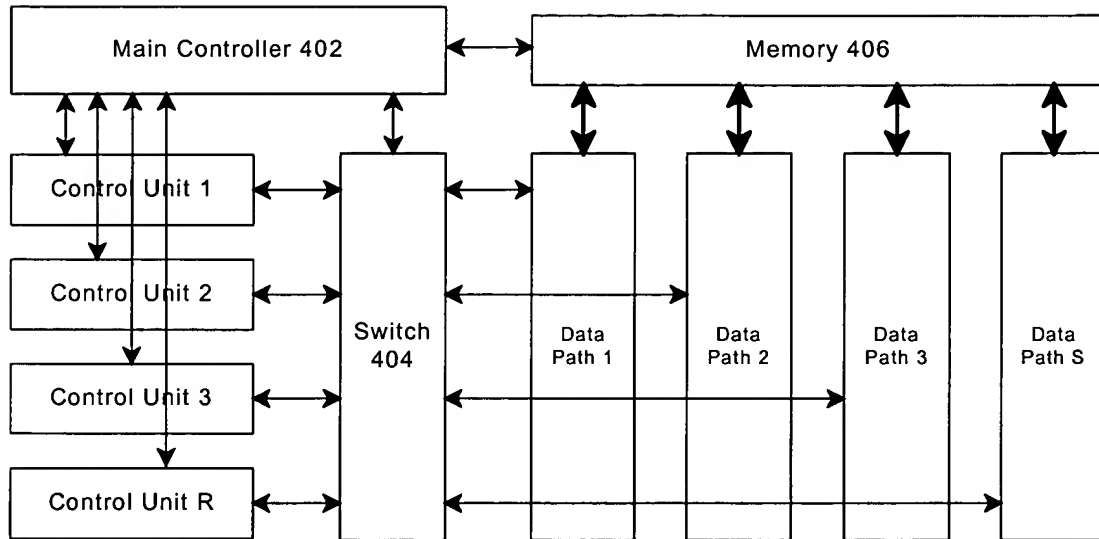 Main Controller 402
Memory 406
Control Unit 1
Control Unit 2
Control Unit 3
Control Unit R
Switch
404
Data
Path 1
Data
Path 2
Data
Path 3
Data
Path S